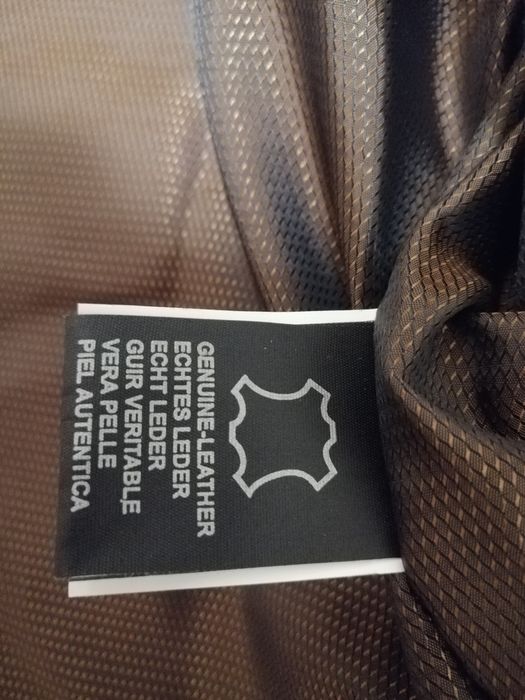 GENUINE-LEATHER
ECHTES LEDER
ECHT LEDER
GUIR VERITABLE
VERA PELLE
PIEL AUTENTICA